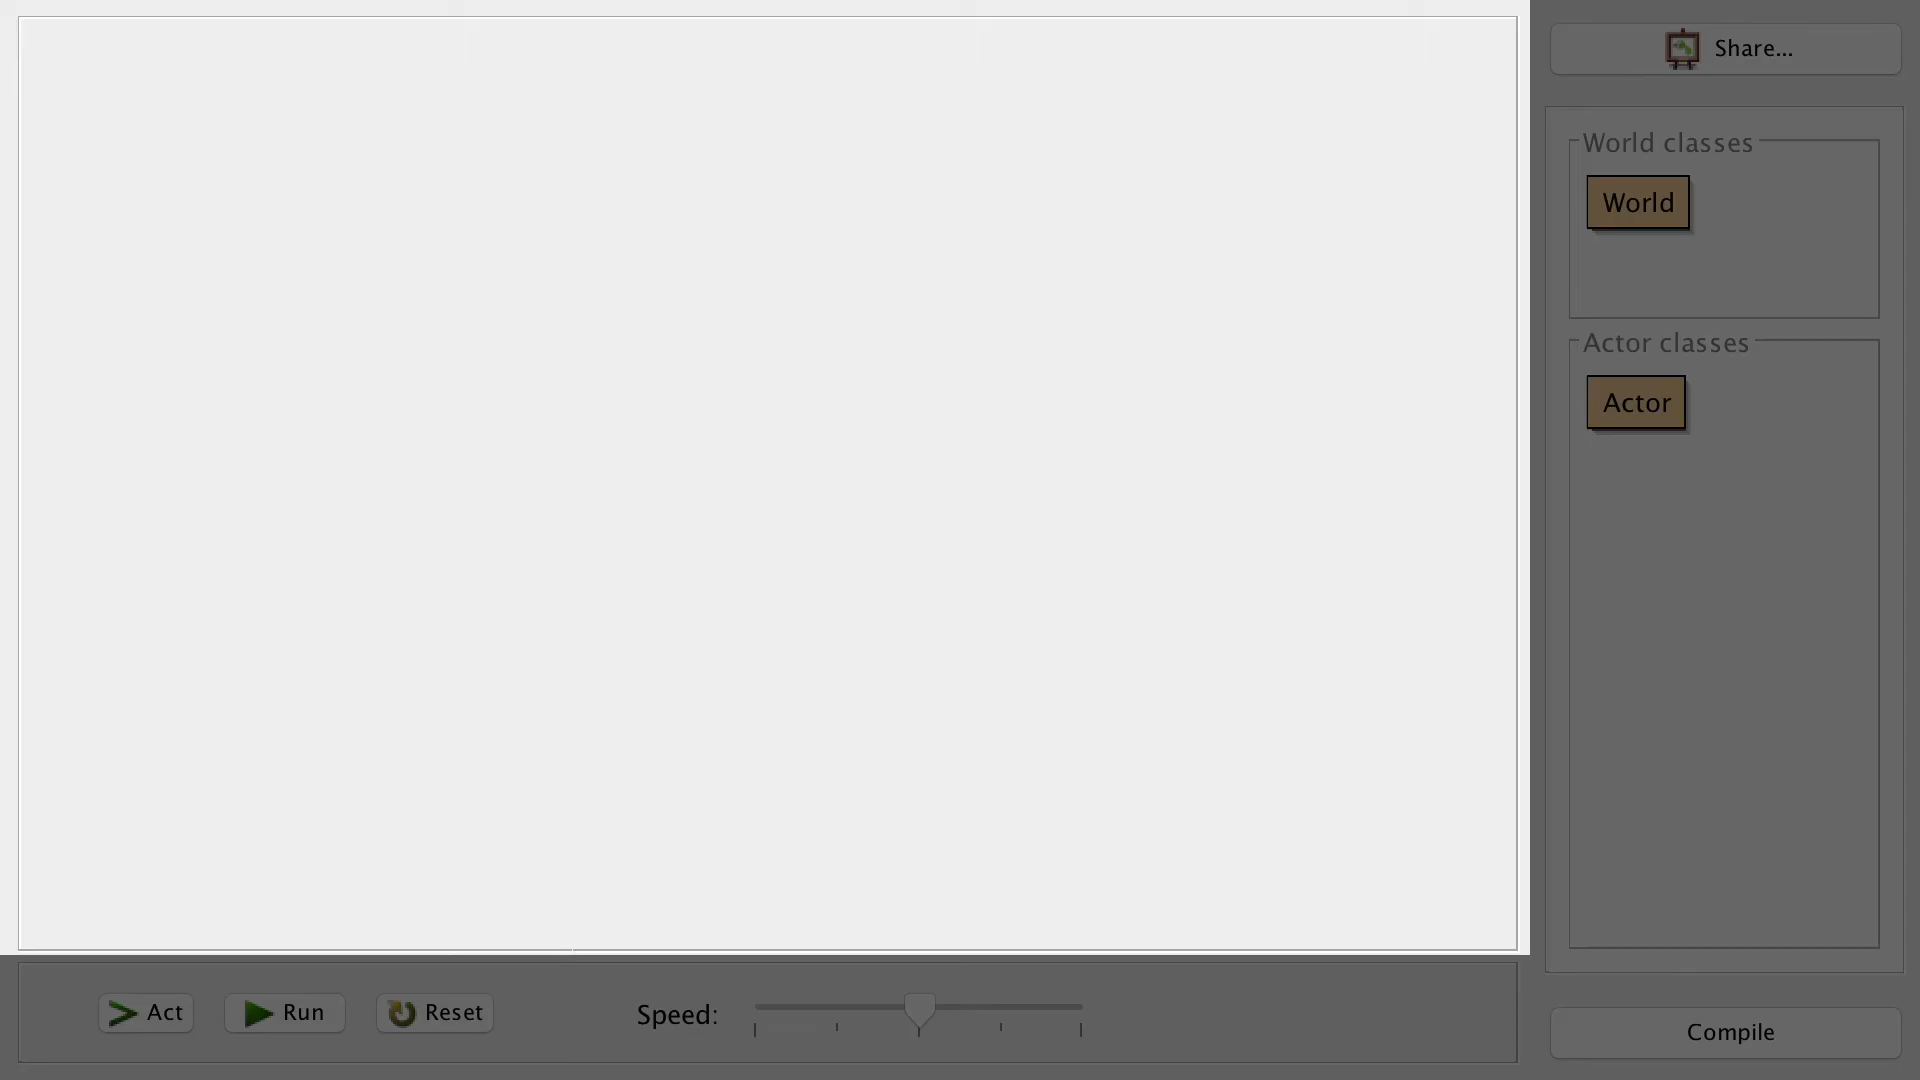 Share...
World classes
World
Actor classes
Actor
Act
Run
Reset
Speed:
Compile